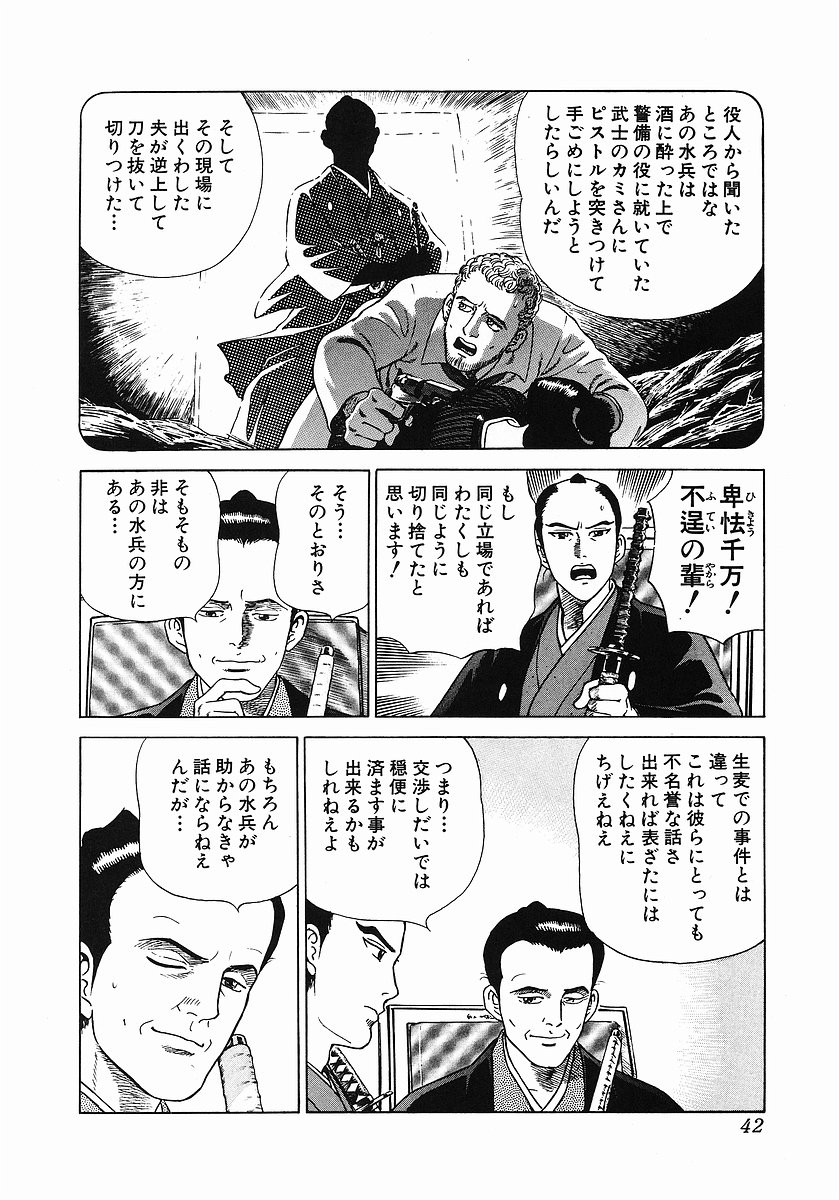 役人から聞いた
ところではな
あの水兵は
酒に酔った上で
警備の役に就いていた
武士のカミさんに
ピストルを突きつけて
手ごめにしようと
したらしいんだ
そして
その現場に
出くわした
夫が逆上して
刀を抜いて
切りつけた…
卑怯千万！
ひきょう
不逞の輩！
ふてい
やから
もし
同じ立場であれば
わたくしも
同じように
切り捨てたと
思います！
そう…
そのとおりさ
そもそもの
非は
あの水兵の方に
ある…
生麦での事件とは
違って
これは彼らにとっても
不名誉な話さ
出来れば表ざたには
したくねえに
ちげえねえ
つまり…
交渉しだいでは
穏便に
済ます事が
出来るかも
しれねえよ
もちろん
あの水兵が
助からなきゃ
話にならねえ
んだが…
42